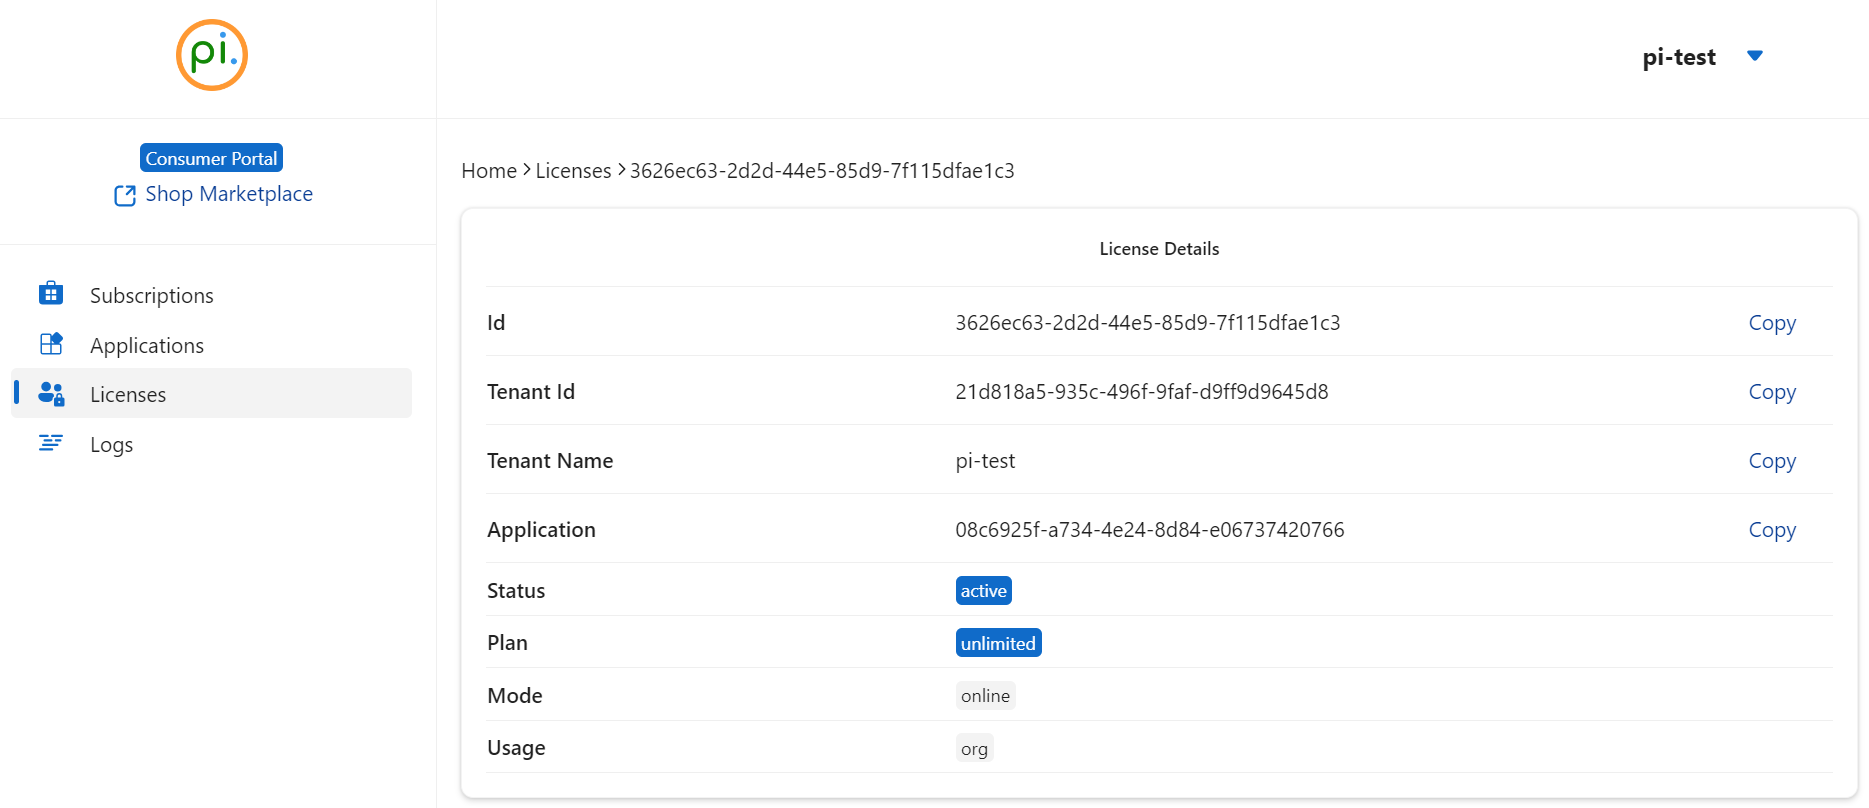 pi.
pi-test
Consumer Portal
Shop Marketplace
Subscriptions
Applications
Licenses
Logs
Home > Licenses > 3626ec63-2d2d-44e5-85d9-7f115dfae1c3
License Details
Id 3626ec63-2d2d-44e5-85d9-7f115dfae1c3 Copy
Tenant Id 21d818a5-935c-496f-9faf-d9ff9d9645d8 Copy
Tenant Name pi-test Copy
Application 08c6925f-a734-4e24-8d84-e06737420766 Copy
Status active
Plan unlimited
Mode online
Usage org